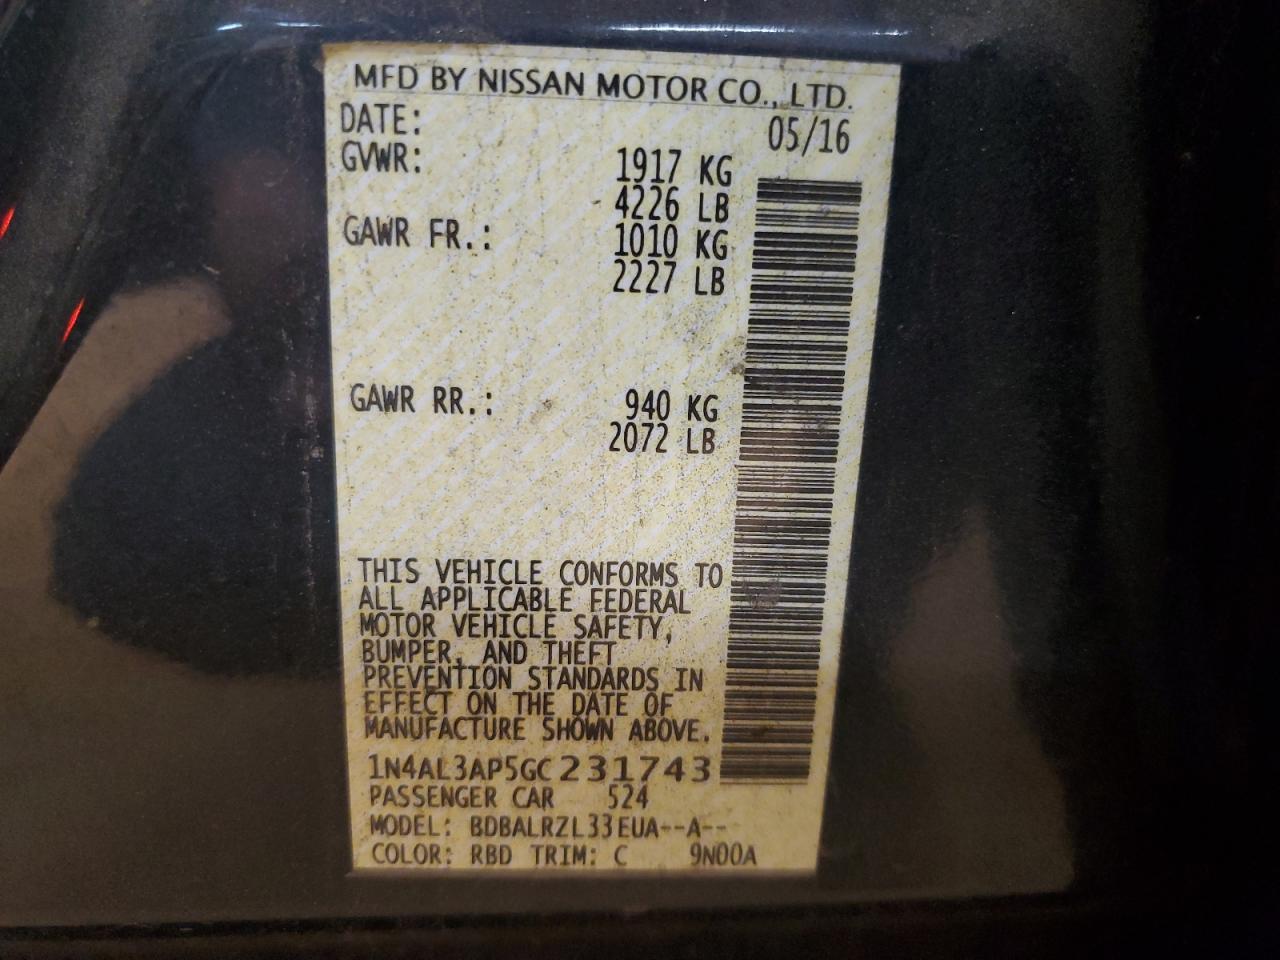 MFD BY NISSAN MOTOR CO., LTD.
DATE: 05/16
GVWR: 1917 KG
4226 LB
GAWR FR.: 1010 KG
2227 LB
GAWR RR.: 940 KG
2072 LB
THIS VEHICLE CONFORMS TO
ALL APPLICABLE FEDERAL
MOTOR VEHICLE SAFETY,
BUMPER, AND THEFT
PREVENTION STANDARDS IN
EFFECT ON THE DATE OF
MANUFACTURE SHOWN ABOVE.
1N4AL3AP5GC231743
PASSENGER CAR 524
MODEL: BDBALRZL33EUA--A--
COLOR: RBD TRIM: C 9N00A